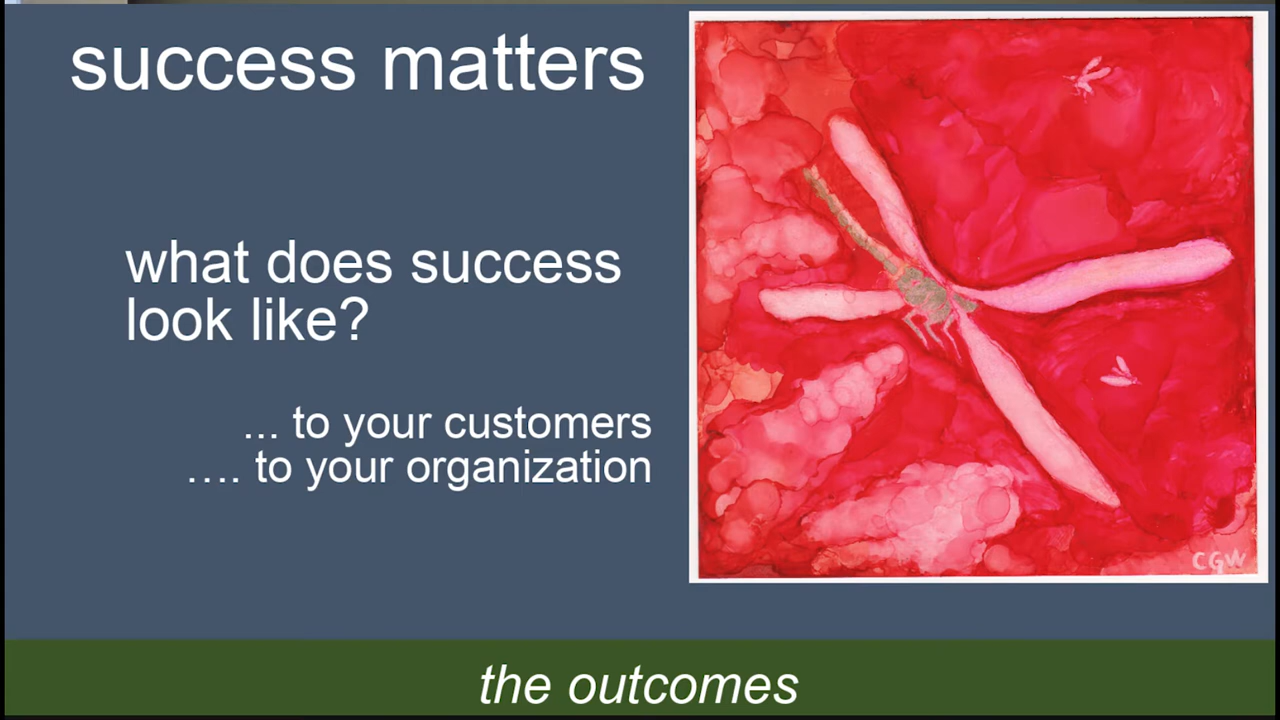 success matters
what does success
look like?
... to your customers
.... to your organization
CGW
the outcomes